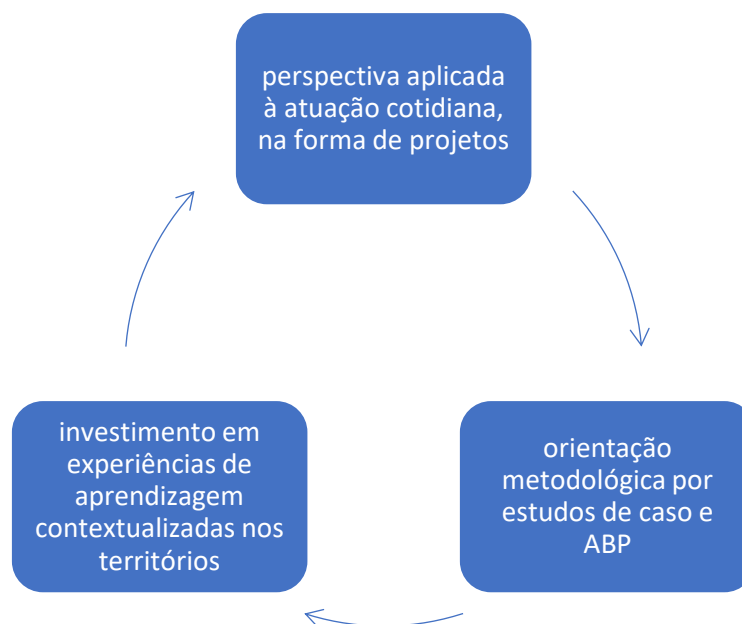 perspectiva aplicada
à atuação cotidiana,
na forma de projetos
orientação
metodológica por
estudos de caso e
ABP
investimento em
experiências de
aprendizagem
contextualizadas nos
territórios